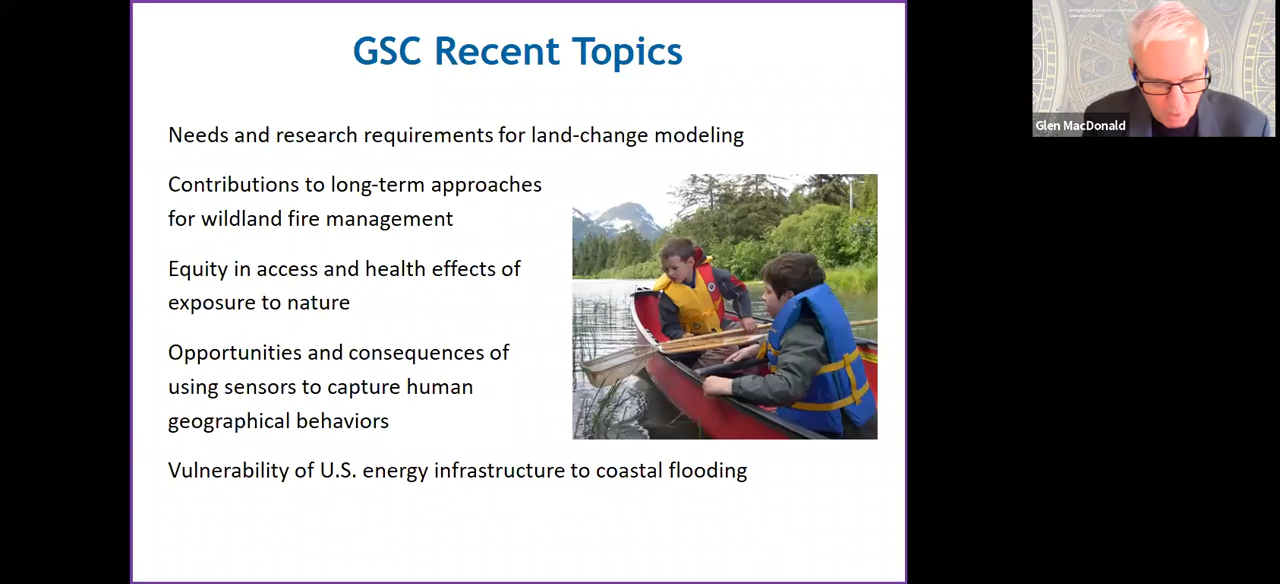 GSC Recent Topics
Needs and research requirements for land-change modeling
Contributions to long-term approaches
for wildland fire management
Equity in access and health effects of
exposure to nature
Opportunities and consequences of
using sensors to capture human
geographical behaviors
Vulnerability of U.S. energy infrastructure to coastal flooding
Glen MacDonald